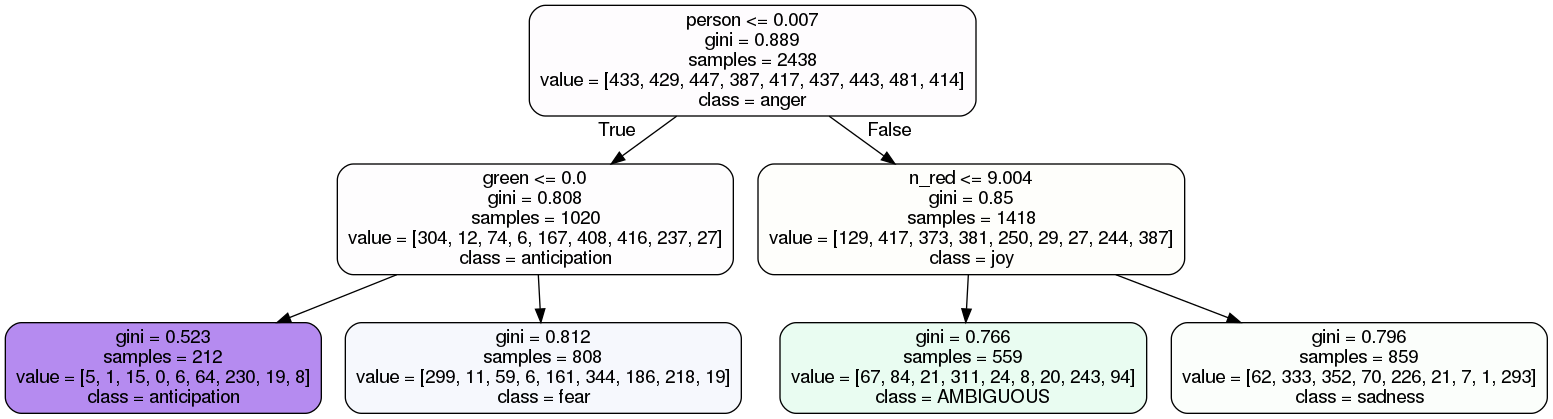 person <= 0.007
gini = 0.889
samples = 2438
value = [433, 429, 447, 387, 417, 437, 443, 481, 414]
class = anger
True
False
green <= 0.0
gini = 0.808
samples = 1020
value = [304, 12, 74, 6, 167, 408, 416, 237, 27]
class = anticipation
n_red <= 9.004
gini = 0.85
samples = 1418
value = [129, 417, 373, 381, 250, 29, 27, 244, 387]
class = joy
gini = 0.523
samples = 212
value = [5, 1, 15, 0, 6, 64, 230, 19, 8]
class = anticipation
gini = 0.812
samples = 808
value = [299, 11, 59, 6, 161, 344, 186, 218, 19]
class = fear
gini = 0.766
samples = 559
value = [67, 84, 21, 311, 24, 8, 20, 243, 94]
class = AMBIGUOUS
gini = 0.796
samples = 859
value = [62, 333, 352, 70, 226, 21, 7, 1, 293]
class = sadness